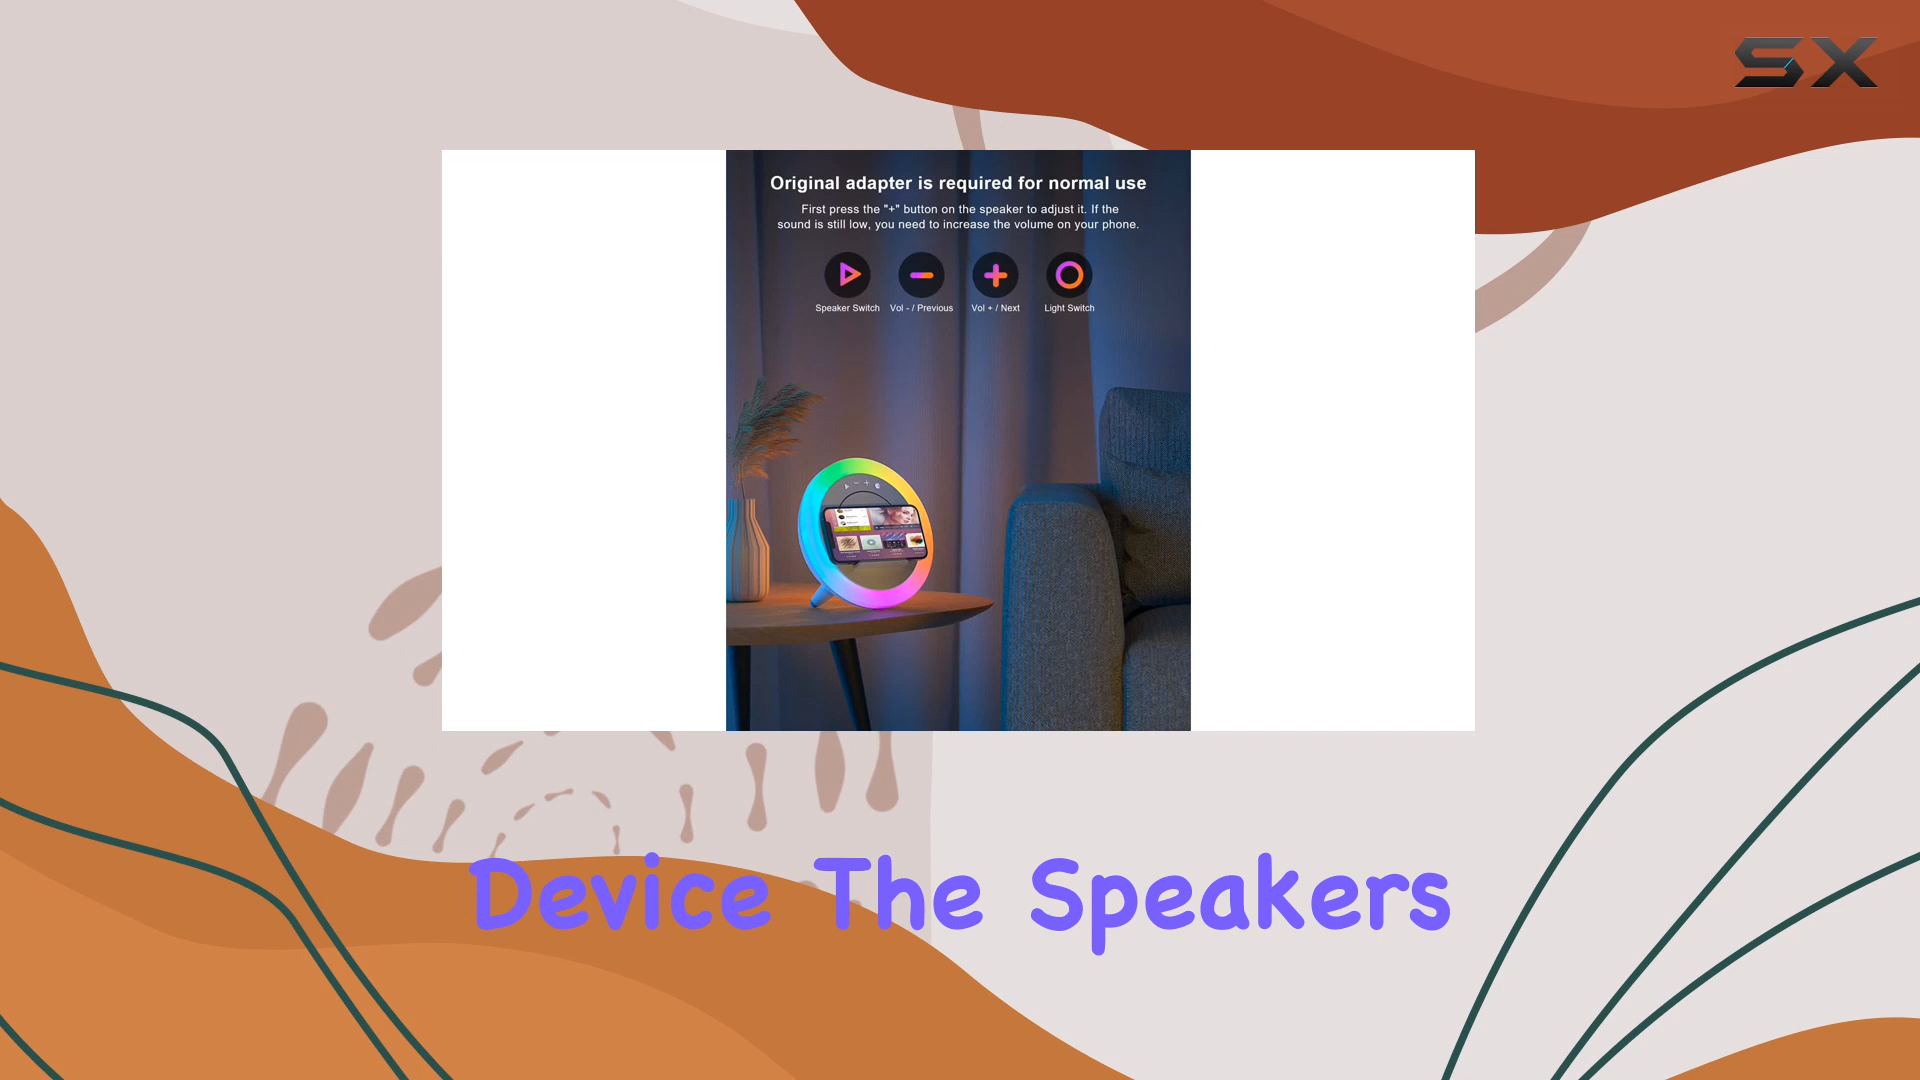 SX
Original adapter is required for normal use
First press the "+" button on the speaker to adjust it. If the
sound is still low, you need to increase the volume on your phone.
Speaker Switch Vol - / Previous Vol + / Next Light Switch
Device The Speakers